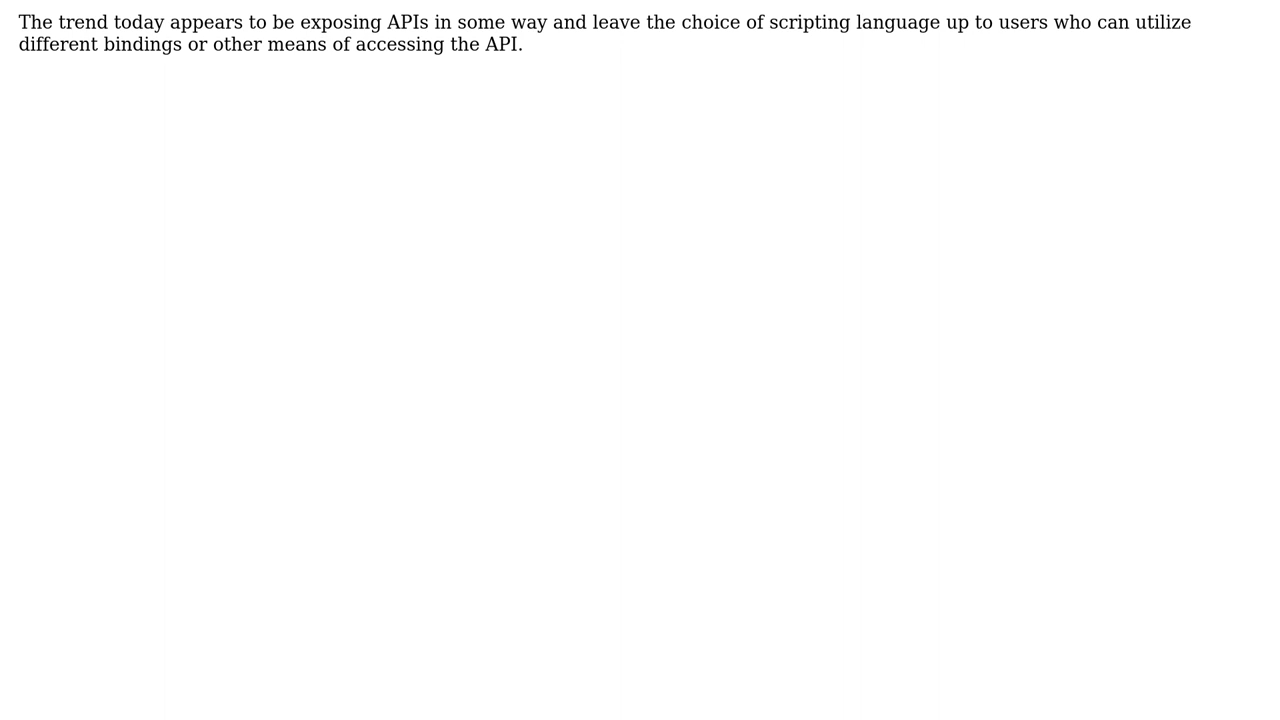 The trend today appears to be exposing APIs in some way and leave the choice of scripting language up to users who can utilize
different bindings or other means of accessing the API.